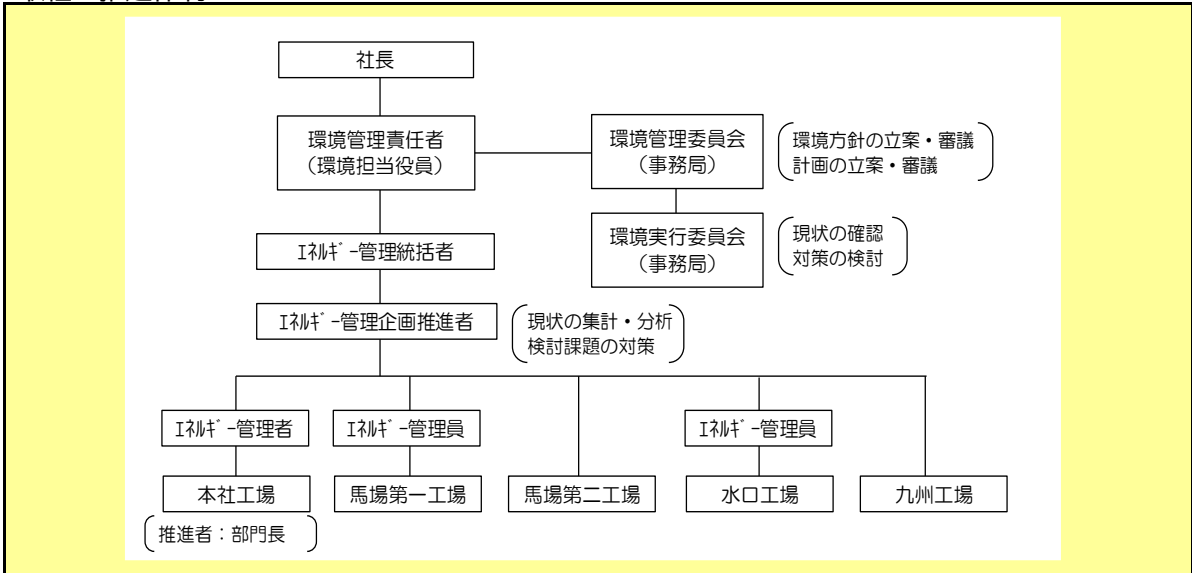 社長
環境管理責任者
（環境担当役員）
環境管理委員会
（事務局）
環境方針の立案・審議
計画の立案・審議
環境実行委員会
（事務局）
現状の確認
対策の検討
ｴﾈﾙｷﾞｰ管理統括者
ｴﾈﾙｷﾞｰ管理企画推進者
現状の集計・分析
検討課題の対策
ｴﾈﾙｷﾞｰ管理者
ｴﾈﾙｷﾞｰ管理員
ｴﾈﾙｷﾞｰ管理員
本社工場
馬場第一工場
馬場第二工場
水口工場
九州工場
推進者：部門長